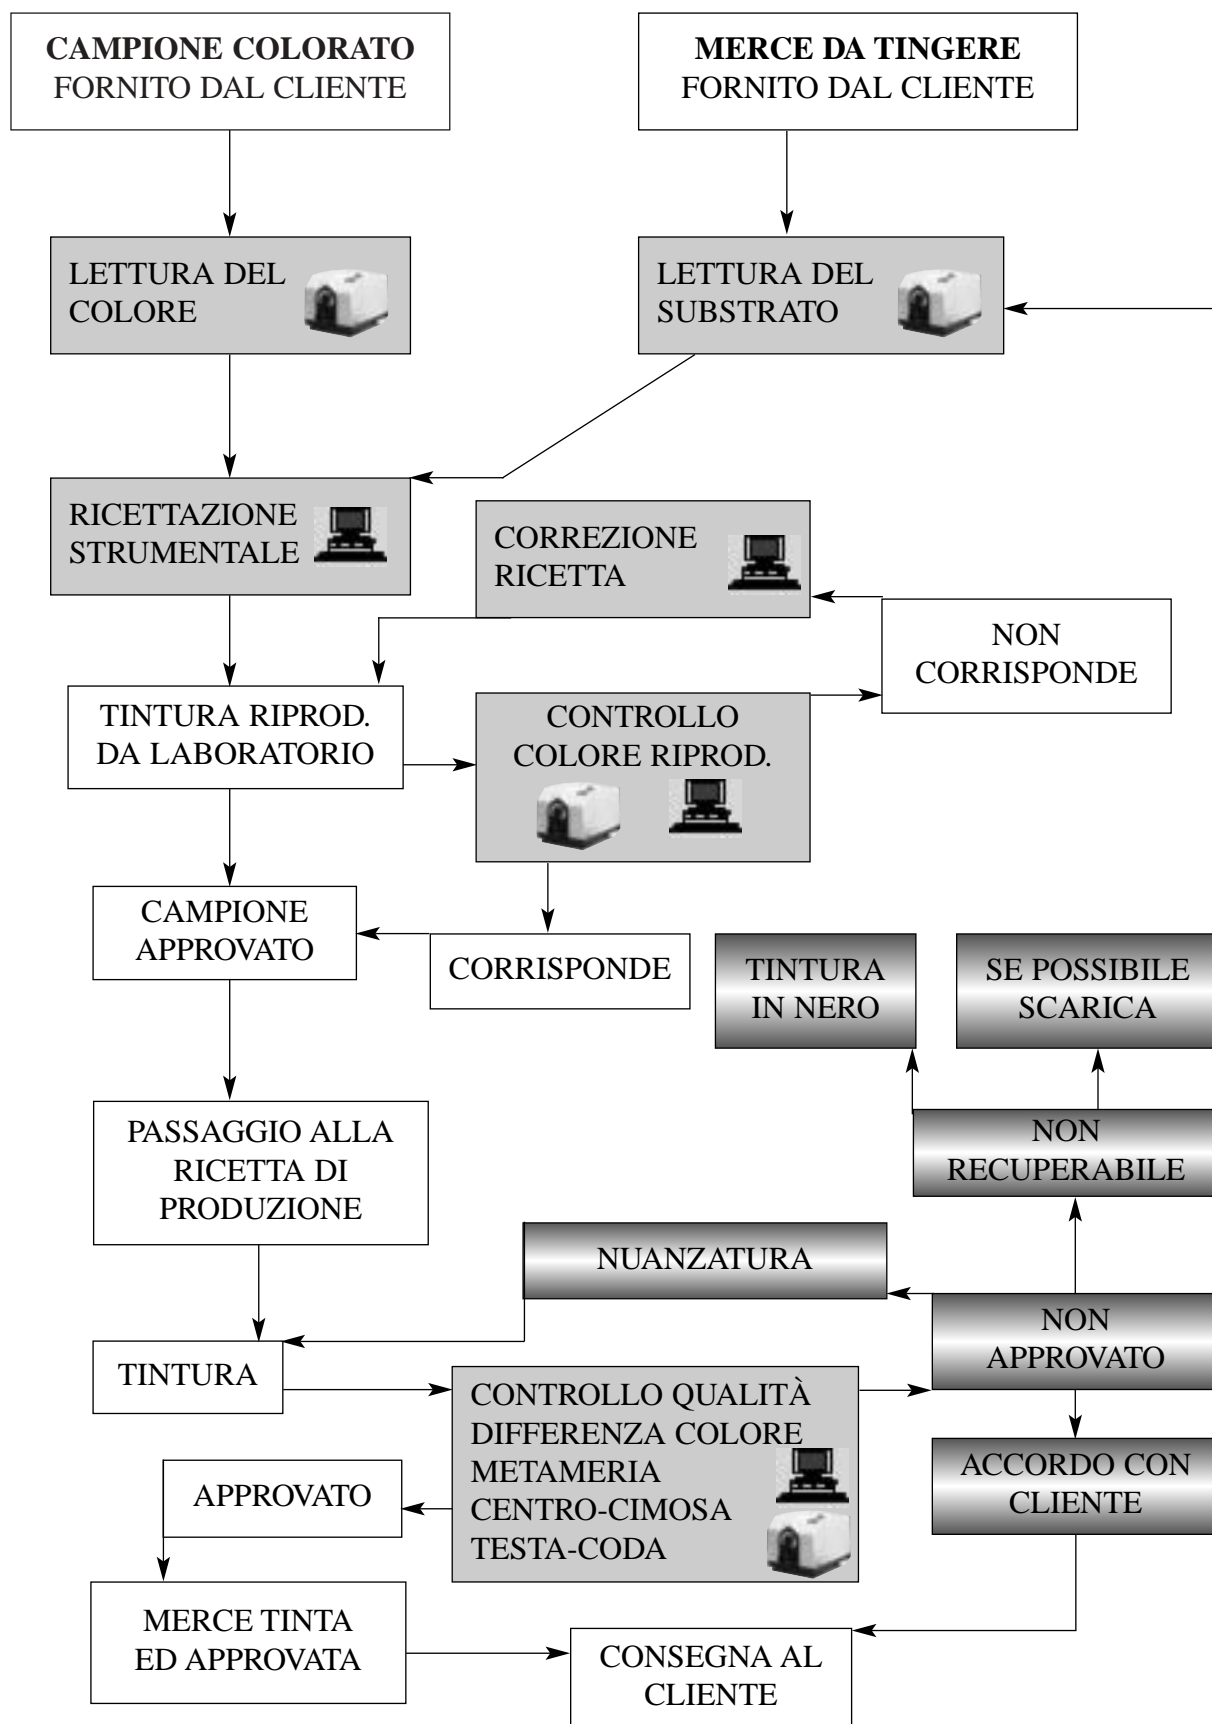 CAMPIONE COLORATO
FORNITO DAL CLIENTE
MERCE DA TINGERE
FORNITO DAL CLIENTE
LETTURA DEL
COLORE
LETTURA DEL
SUBSTRATO
RICETTAZIONE
STRUMENTALE
CORREZIONE
RICETTA
NON
CORRISPONDE
TINTURA RIPROD.
DA LABORATORIO
CONTROLLO
COLORE RIPROD.
CAMPIONE
APPROVATO
CORRISPONDE
TINTURA
IN NERO
SE POSSIBILE
SCARICA
PASSAGGIO ALLA
RICETTA DI
PRODUZIONE
NON
RECUPERABILE
NUANZATURA
NON
APPROVATO
TINTURA
CONTROLLO QUALITÀ
DIFFERENZA COLORE
METAMERIA
CENTRO-CIMOSA
TESTA-CODA
ACCORDO CON
CLIENTE
APPROVATO
MERCE TINTA
ED APPROVATA
CONSEGNA AL
CLIENTE